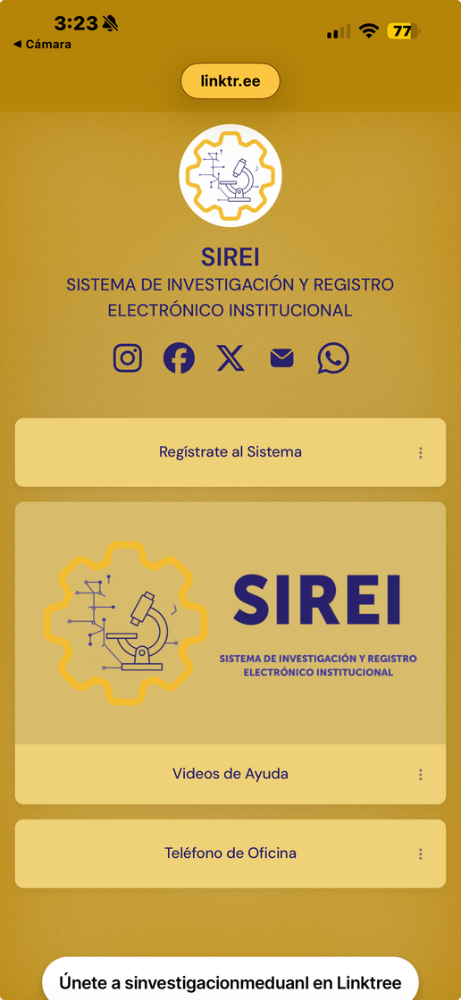 3:23
◀ Cámara
77
linktr.ee
SIREI
SISTEMA DE INVESTIGACIÓN Y REGISTRO
ELECTRÓNICO INSTITUCIONAL
Regístrate al Sistema
SIREI
SISTEMA DE INVESTIGACIÓN Y REGISTRO
ELECTRÓNICO INSTITUCIONAL
Videos de Ayuda
Teléfono de Oficina
Únete a sinvestigacionmeduanl en Linktree